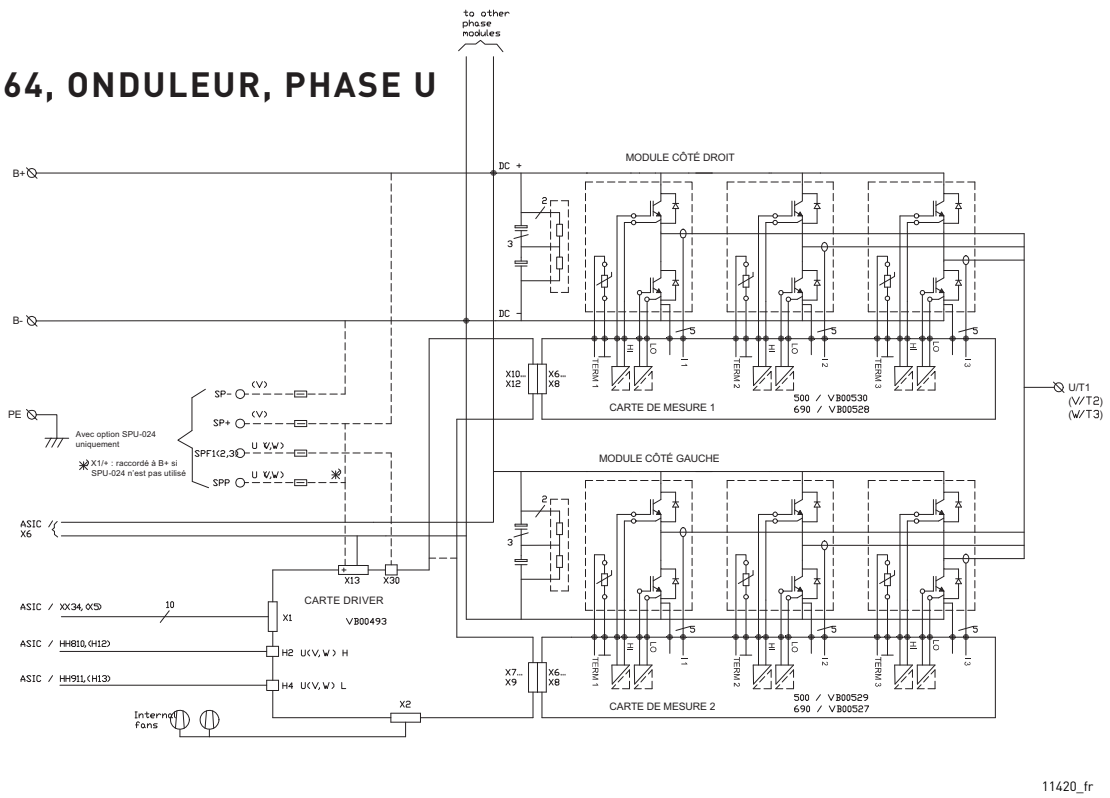 to other
phase
modules
64, ONDULEUR, PHASE U
MODULE CÔTÉ DROIT
B+
DC +
2
3
B-
DC -
5
5
5
TERM 1
HI
LO
I1
TERM 2
HI
LO
I2
TERM 3
HI
LO
I3
X10...
X12
X6...
X8
500 / VB00530
690 / VB00528
CARTE DE MESURE 1
U/T1
(V/T2)
(W/T3)
PE
SP- (V)
SP+ (V)
SPF1(2,3) U (V,W)
SPP U (V,W)
Avec option SPU-024
uniquement
X1/+ : raccordé à B+ si
SPU-024 n'est pas utilisé
MODULE CÔTÉ GAUCHE
2
3
ASIC /
X6
+
X13
X30
CARTE DRIVER
VB00493
ASIC / XX34, (X5)
10
X1
ASIC / HH810, (H12)
H2 U(V,W) H
ASIC / HH911, (H13)
H4 U(V,W) L
X2
Internal
fans
5
5
5
TERM 1
HI
LO
I1
TERM 2
HI
LO
I2
TERM 3
HI
LO
I3
X7...
X9
X6...
X8
500 / VB00529
690 / VB00527
CARTE DE MESURE 2
11420_fr